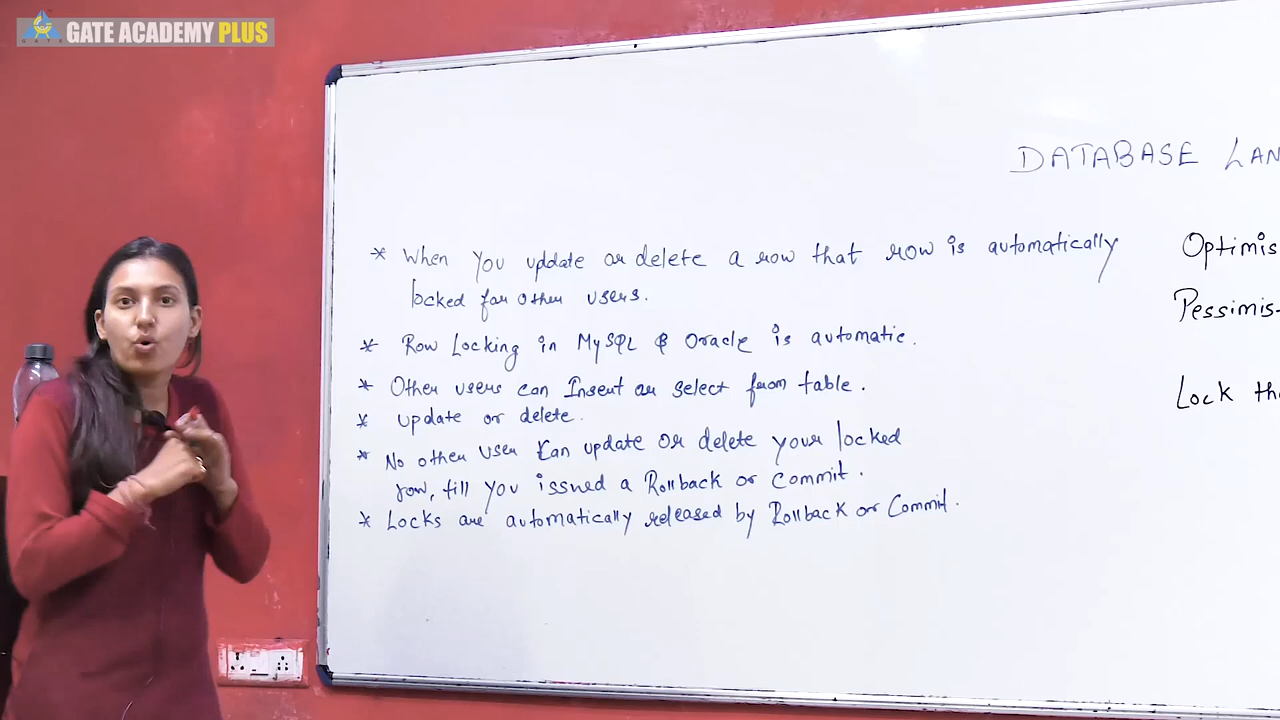 GATE ACADEMY PLUS
GATE
DATABASE LAN
* When you update or delete a row that row is automatically
locked for other users.
* Row Locking in MySQL & Oracle is automatic.
* Other users can Insert or select from table.
* update or delete.
* No other user can update or delete your locked
row, till you issued a Rollback or commit.
* Locks are automatically released by Rollback or Commit.
Optimis
Pessimis-
Lock th